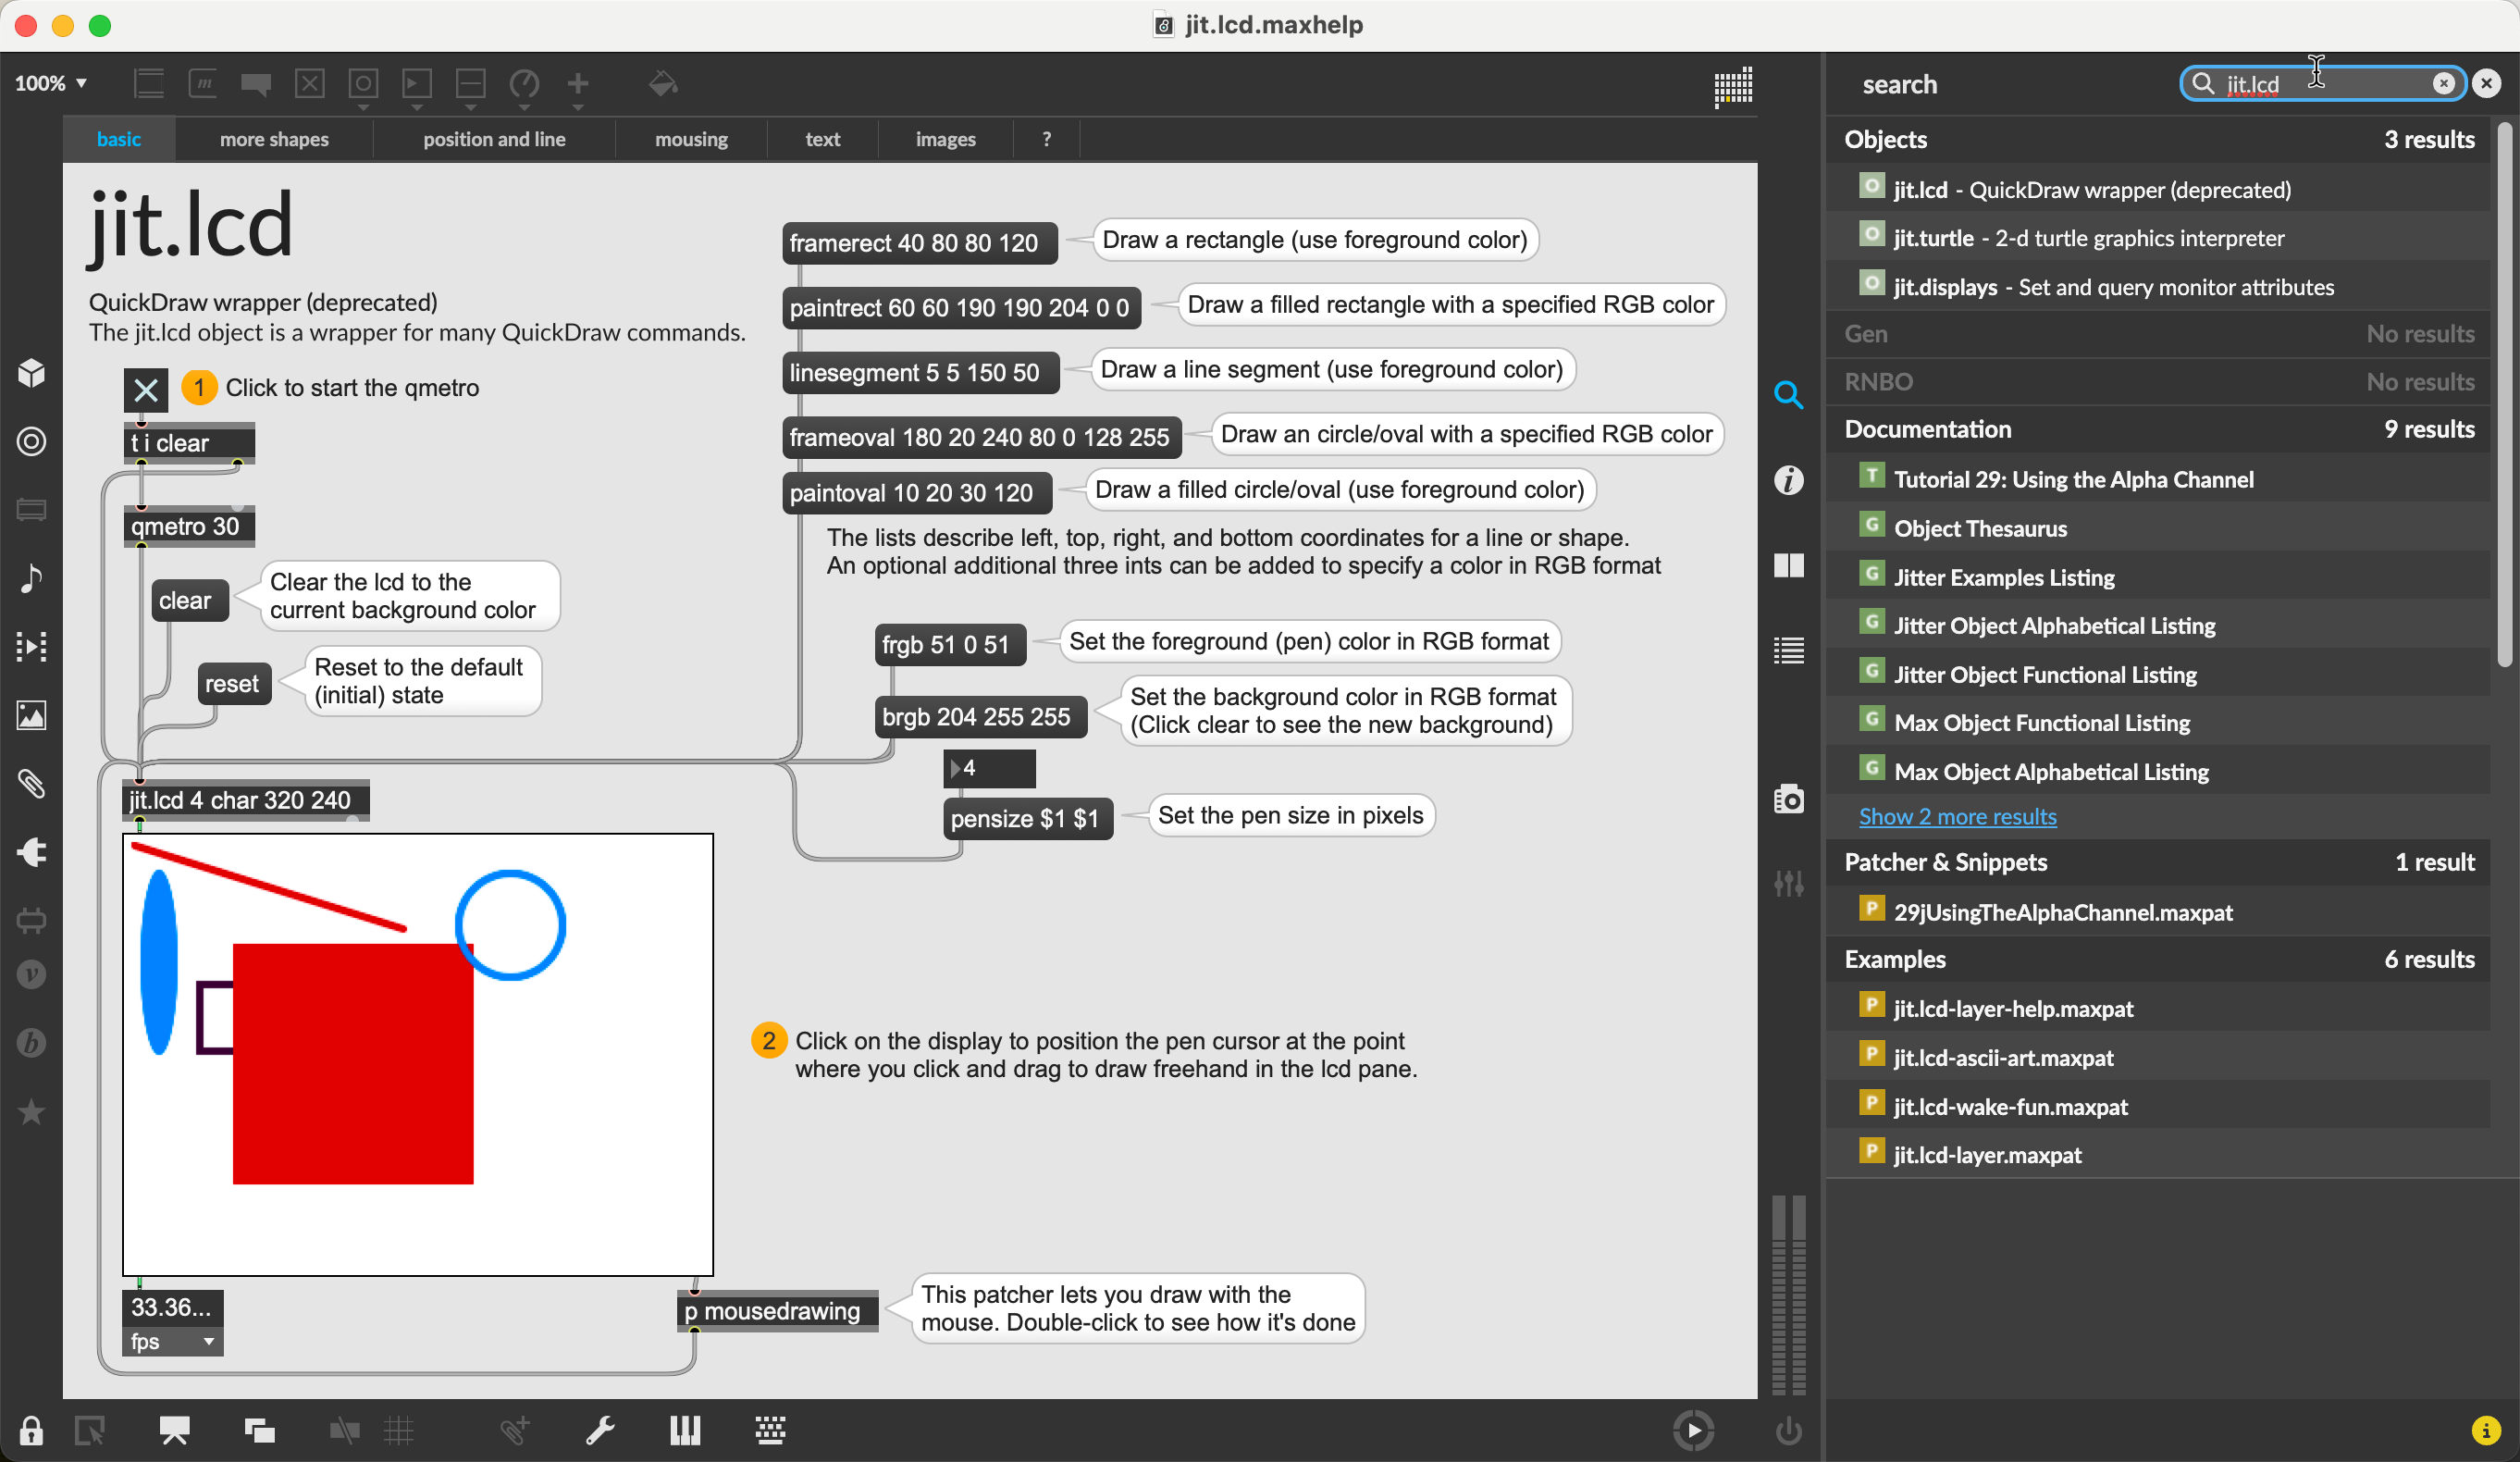 jit.lcd.maxhelp
100%
basic
more shapes
position and line
mousing
text
images
?
jit.lcd
QuickDraw wrapper (deprecated)
The jit.lcd object is a wrapper for many QuickDraw commands.
1 Click to start the qmetro
t i clear
qmetro 30
clear
Clear the lcd to the
current background color
reset
Reset to the default
(initial) state
jit.lcd 4 char 320 240
33.36...
fps
p mousedrawing
This patcher lets you draw with the
mouse. Double-click to see how it's done
framerect 40 80 80 120
Draw a rectangle (use foreground color)
paintrect 60 60 190 190 204 0 0
Draw a filled rectangle with a specified RGB color
linesegment 5 5 150 50
Draw a line segment (use foreground color)
frameoval 180 20 240 80 0 128 255
Draw an circle/oval with a specified RGB color
paintoval 10 20 30 120
Draw a filled circle/oval (use foreground color)
The lists describe left, top, right, and bottom coordinates for a line or shape.
An optional additional three ints can be added to specify a color in RGB format
frgb 51 0 51
Set the foreground (pen) color in RGB format
brgb 204 255 255
Set the background color in RGB format
(Click clear to see the new background)
4
pensize $1 $1
Set the pen size in pixels
2 Click on the display to position the pen cursor at the point
where you click and drag to draw freehand in the lcd pane.
search
jit.lcd
Objects 3 results
O jit.lcd - QuickDraw wrapper (deprecated)
O jit.turtle - 2-d turtle graphics interpreter
O jit.displays - Set and query monitor attributes
Gen No results
RNBO No results
Documentation 9 results
T Tutorial 29: Using the Alpha Channel
G Object Thesaurus
G Jitter Examples Listing
G Jitter Object Alphabetical Listing
G Jitter Object Functional Listing
G Max Object Functional Listing
G Max Object Alphabetical Listing
Show 2 more results
Patcher & Snippets 1 result
P 29jUsingTheAlphaChannel.maxpat
Examples 6 results
P jit.lcd-layer-help.maxpat
P jit.lcd-ascii-art.maxpat
P jit.lcd-wake-fun.maxpat
P jit.lcd-layer.maxpat